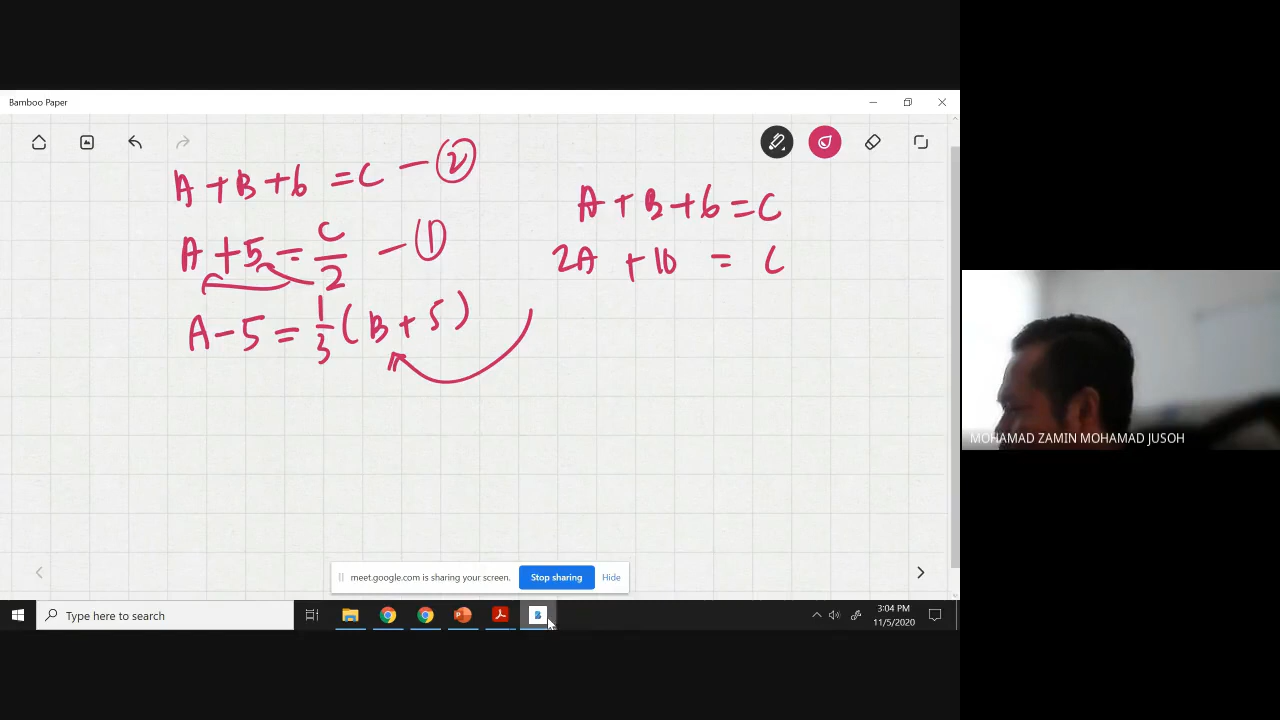 Bamboo Paper
A + B + 6 = C — ②
A + 5 = C/2 — ①
A - 5 = 1/3 ( B + 5 )
A + B + 6 = C
2A + 10 = C
MOHAMAD ZAMIN MOHAMAD JUSOH
meet.google.com is sharing your screen.
Stop sharing
Hide
Type here to search
3:04 PM
11/5/2020